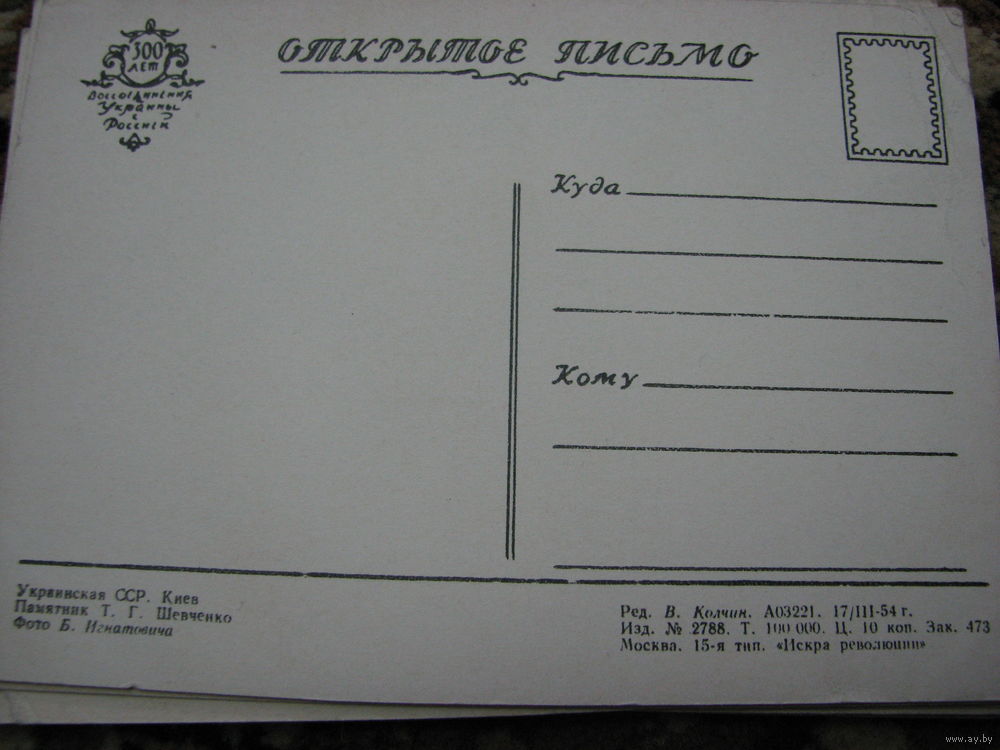 300
ЛЕТ
Воссоединения
Украины
с
Россией
ОТКРЫТОЕ ПИСЬМО
Куда
Кому
Украинская ССР. Киев
Памятник Т. Г. Шевченко
Фото Б. Игнатовича
Ред. В. Колчин. А03221. 17/III-54 г.
Изд. № 2788. Т. 100 000. Ц. 10 коп. Зак. 473
Москва. 15-я тип. «Искра революции»
www.ay.by